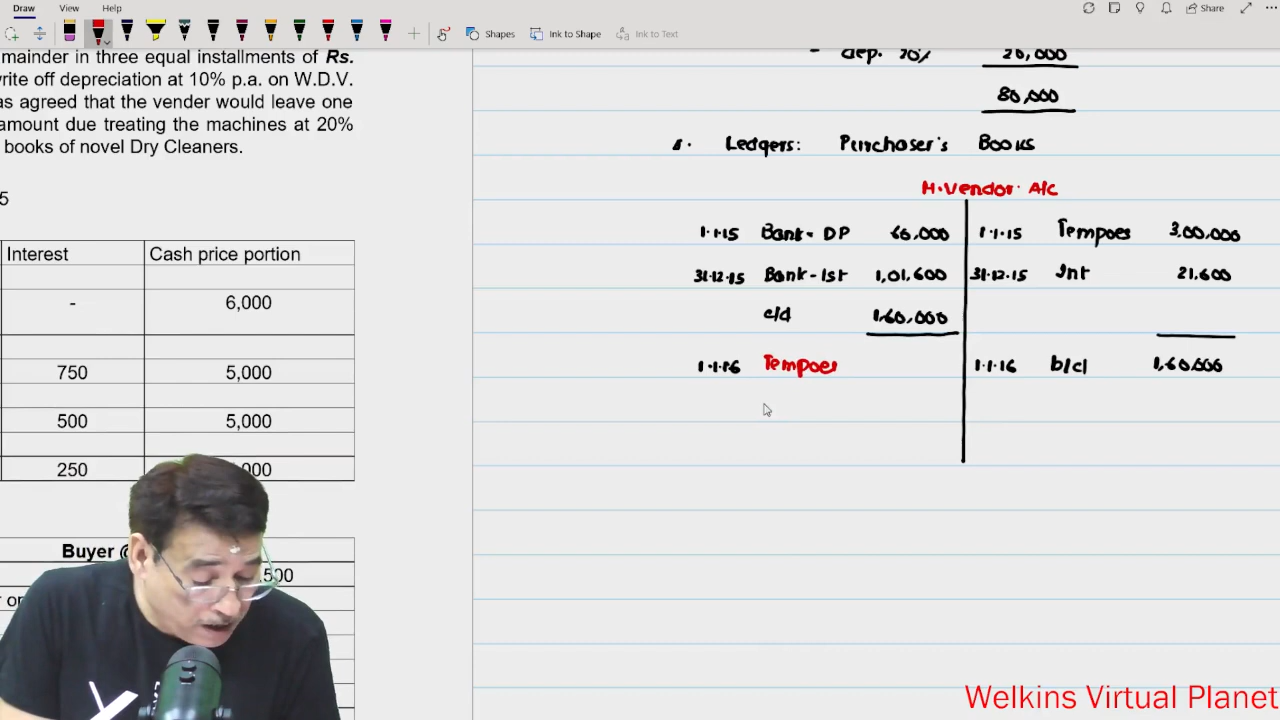 Draw View Help
Share
Shapes
Ink to Shape
Ink to Text
emainder in three equal installments of Rs.
rite off depreciation at 10% p.a. on W.D.V.
as agreed that the vender would leave one
amount due treating the machines at 20%
books of novel Dry Cleaners.
5
Interest Cash price portion
- 6,000
750 5,000
500 5,000
250 000
Buyer @
500
r or
- dep. 20% 20,000
80,000
Ledgers: Purchaser's Books
H.Vendor. A/c
1.1.15 Bank - DP 60,000 1.1.15 Tempoes 3,00,000
31.12.15 Bank - 1st 1,01,600 31.12.15 Int 21,600
c/d 1,60,000
1.1.16 Tempoes 1.1.16 b/d 1,60,000
Welkins Virtual Planet